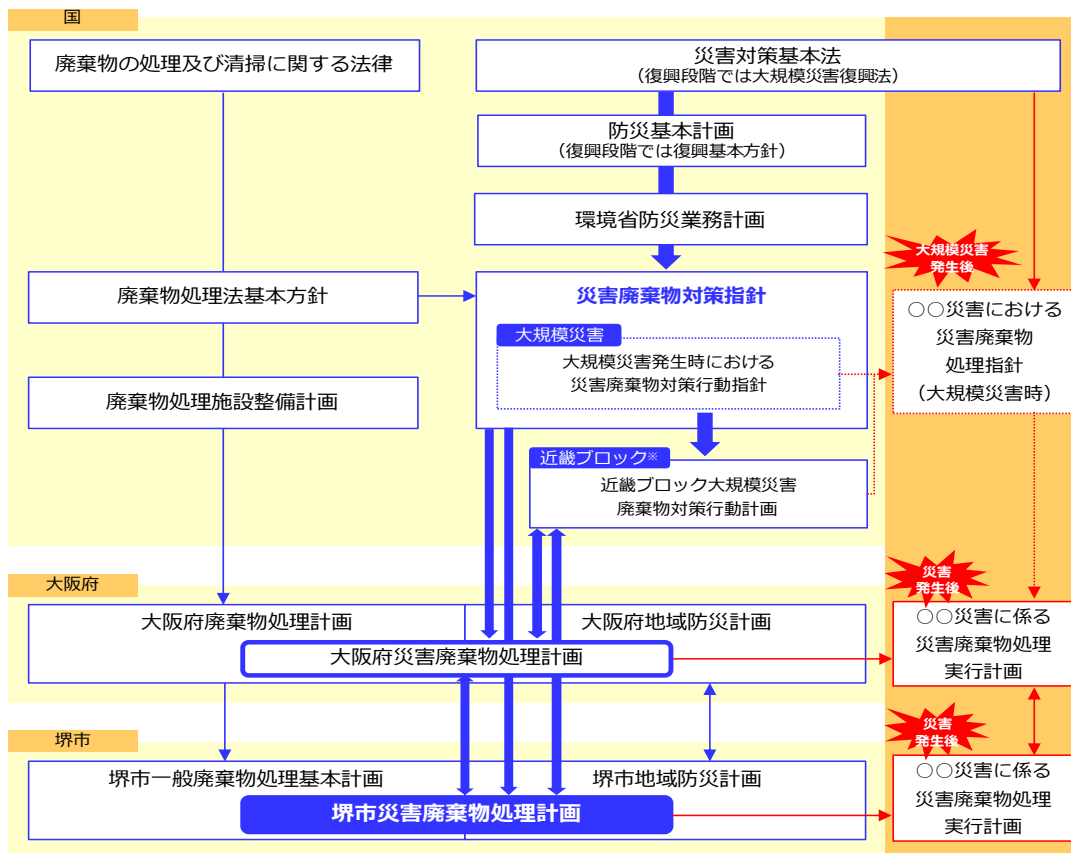 国
廃棄物の処理及び清掃に関する法律
災害対策基本法
（復興段階では大規模災害復興法）
防災基本計画
（復興段階では復興基本方針）
環境省防災業務計画
大規模災害
発生後
廃棄物処理法基本方針
災害廃棄物対策指針
大規模災害
大規模災害発生時における
災害廃棄物対策行動指針
○○災害における
災害廃棄物
処理指針
（大規模災害時）
廃棄物処理施設整備計画
近畿ブロック※
近畿ブロック大規模災害
廃棄物対策行動計画
大阪府
災害
発生後
大阪府廃棄物処理計画
大阪府地域防災計画
大阪府災害廃棄物処理計画
○○災害に係る
災害廃棄物処理
実行計画
堺市
災害
発生後
堺市一般廃棄物処理基本計画
堺市地域防災計画
堺市災害廃棄物処理計画
○○災害に係る
災害廃棄物処理
実行計画